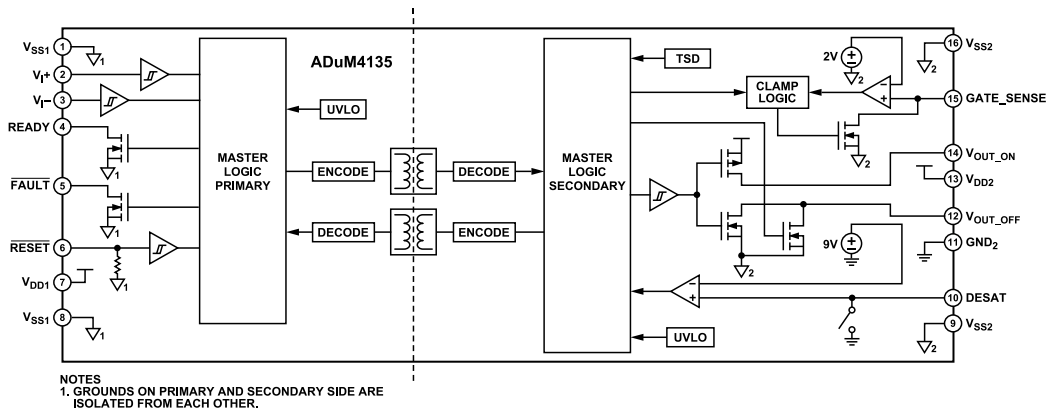 ADuM4135
VSS1 1
VI+ 2
VI− 3
READY 4
FAULT 5
RESET 6
VDD1 7
VSS1 8
1
1
1
1
1
MASTER
LOGIC
PRIMARY
UVLO
ENCODE
DECODE
DECODE
ENCODE
MASTER
LOGIC
SECONDARY
TSD
CLAMP
LOGIC
2V
2
2
2
9V
UVLO
2
2
16 VSS2
15 GATE_SENSE
14 VOUT_ON
13 VDD2
12 VOUT_OFF
11 GND2
10 DESAT
9 VSS2
NOTES
1. GROUNDS ON PRIMARY AND SECONDARY SIDE ARE
ISOLATED FROM EACH OTHER.